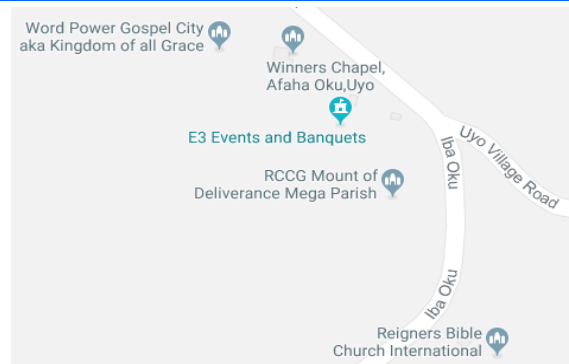 Word Power Gospel City
aka Kingdom of all Grace
Winners Chapel,
Afaha Oku,Uyo
E3 Events and Banquets
Iba Oku
Uyo Village Road
RCCG Mount of
Deliverance Mega Parish
Iba Oku
Reigners Bible
Church International